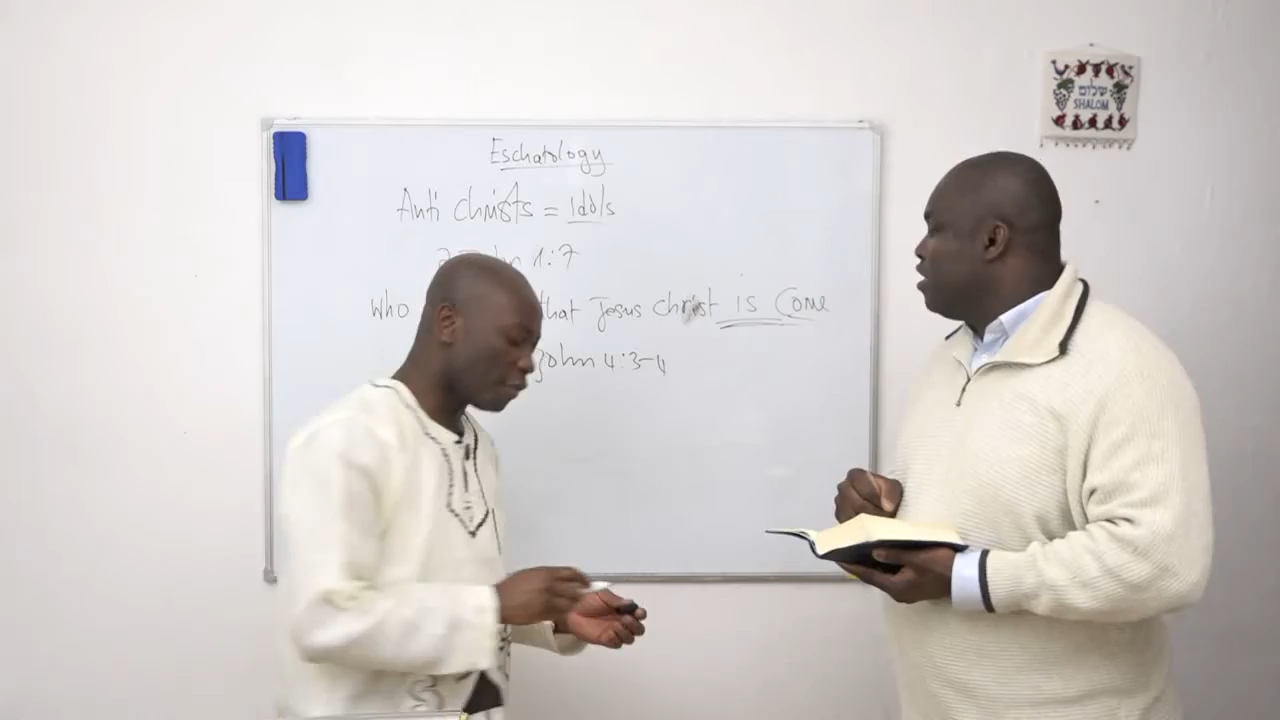 Eschatology
Anti christs = Idols
1:7
who that Jesus christ is Come
John 4:3-4
שלום
SHALOM